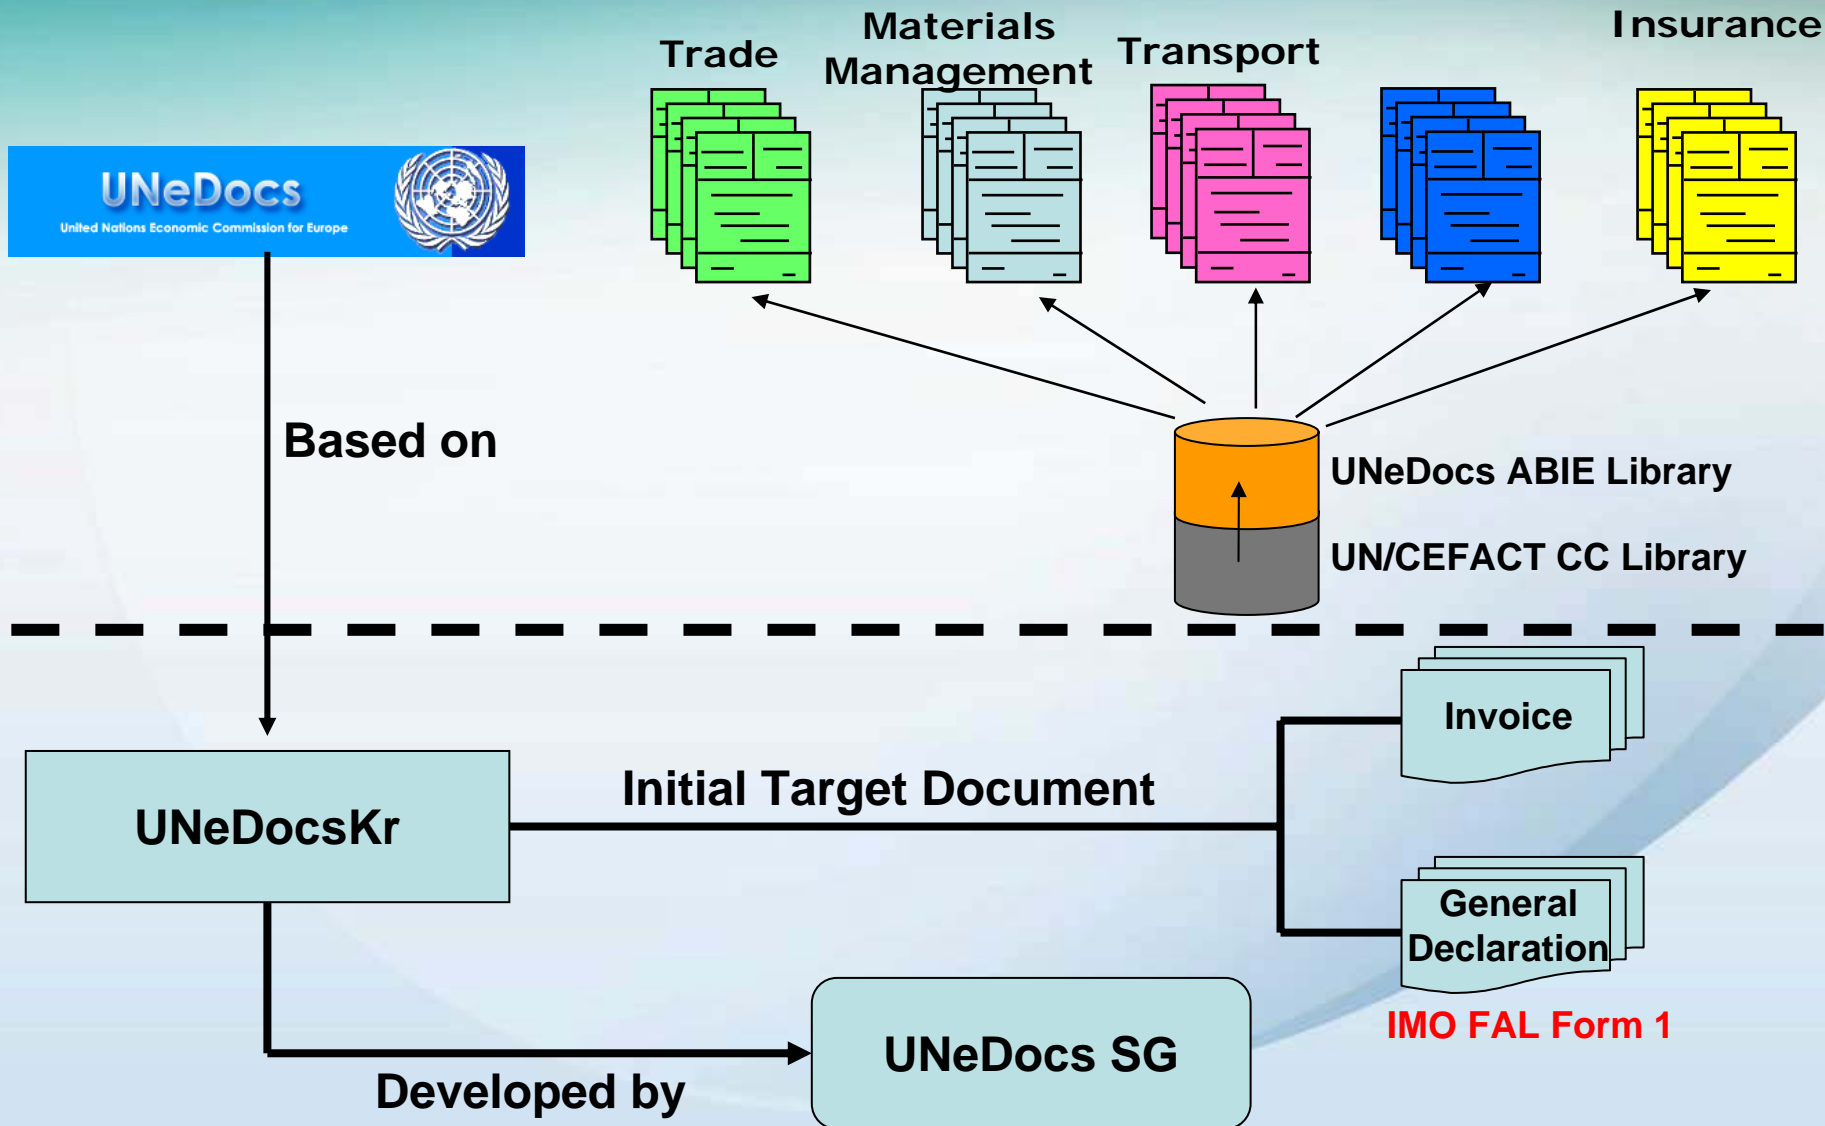 Trade
Materials
Management
Transport
Insurance
UNeDocs
United Nations Economic Commission for Europe
Based on
UNeDocs ABIE Library
UN/CEFACT CC Library
UNeDocsKr
Initial Target Document
Invoice
General
Declaration
IMO FAL Form 1
UNeDocs SG
Developed by